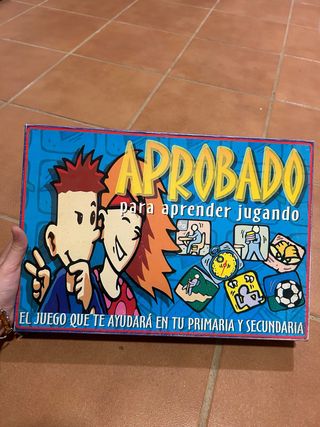 APROBADO
para aprender jugando
EL JUEGO QUE TE AYUDARÁ EN TU PRIMARIA Y SECUNDARIA